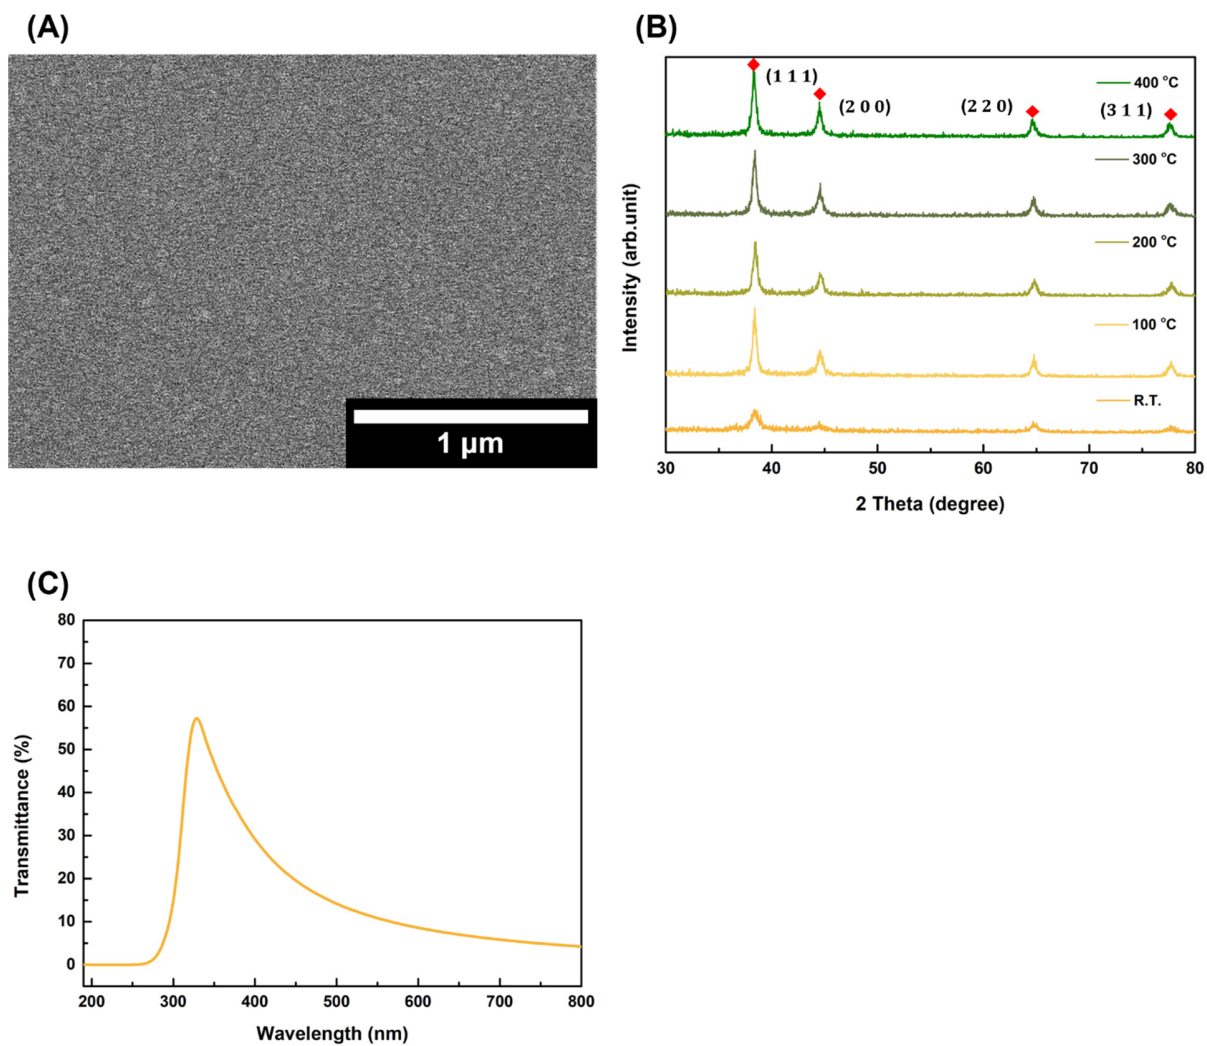 (A)
1 µm
(B)
(1 1 1)
(2 0 0)
(2 2 0)
(3 1 1)
400 °C
300 °C
200 °C
100 °C
R.T.
Intensity (arb.unit)
30 40 50 60 70 80
2 Theta (degree)
(C)
80
70
60
50
40
30
20
10
0
Transmittance (%)
200 300 400 500 600 700 800
Wavelength (nm)